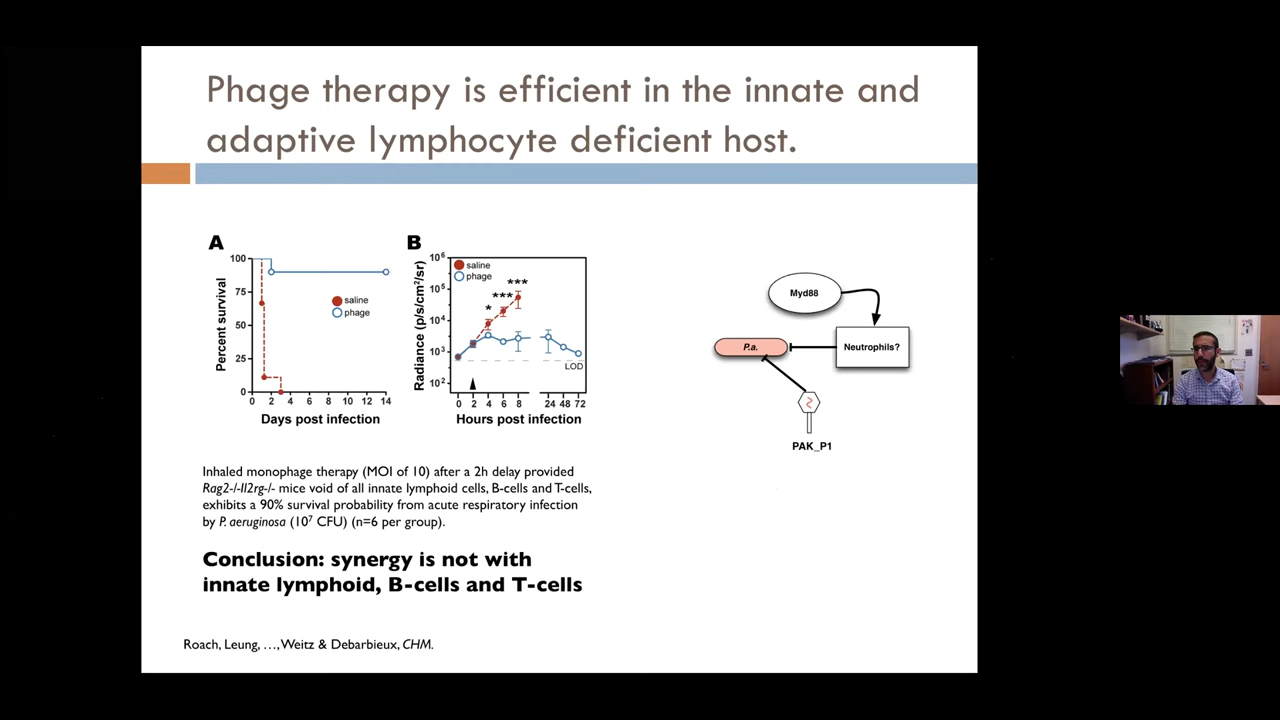 Phage therapy is efficient in the innate and
adaptive lymphocyte deficient host.
A
100
75
50
25
0
Percent survival
saline
phage
0 2 4 6 8 10 12 14
Days post infection
B
10⁶
10⁵
10⁴
10³
10²
Radiance (p/s/cm²/sr)
saline
phage
*
***
***
LOD
0 2 4 6 8 24 48 72
Hours post infection
Myd88
P.a.
Neutrophils?
PAK_P1
Inhaled monophage therapy (MOI of 10) after a 2h delay provided
Rag2-/-Il2rg-/- mice void of all innate lymphoid cells, B-cells and T-cells,
exhibits a 90% survival probability from acute respiratory infection
by P. aeruginosa (10⁷ CFU) (n=6 per group).
Conclusion: synergy is not with
innate lymphoid, B-cells and T-cells
Roach, Leung, …, Weitz & Debarbieux, CHM.